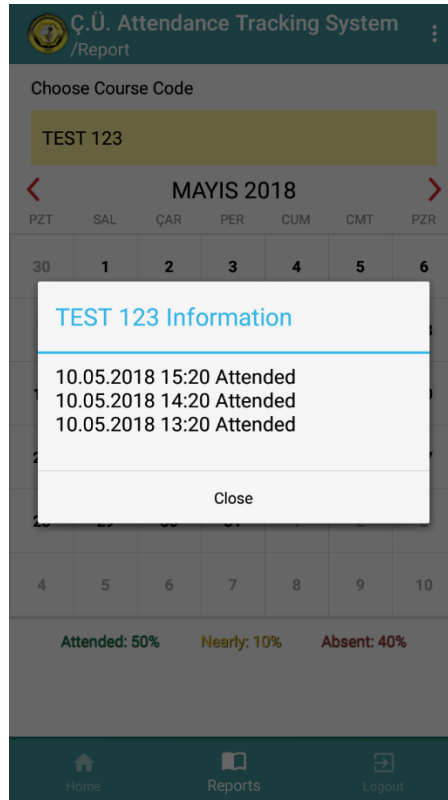 Ç.Ü. Attendance Tracking System
/Report
Choose Course Code
TEST 123
MAYIS 2018
PZT SAL ÇAR PER CUM CMT PZR
30 1 2 3 4 5 6
TEST 123 Information
10.05.2018 15:20 Attended
10.05.2018 14:20 Attended
10.05.2018 13:20 Attended
Close
4 5 6 7 8 9 10
Attended: 50% Nearly: 10% Absent: 40%
Home Reports Logout